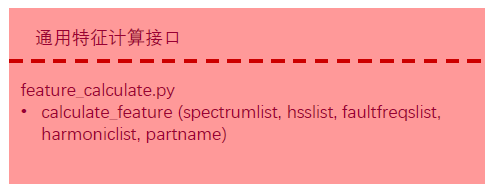 通用特征计算接口
feature_calculate.py
• calculate_feature (spectrumlist, hsslist, faultfreqslist,
harmoniclist, partname)